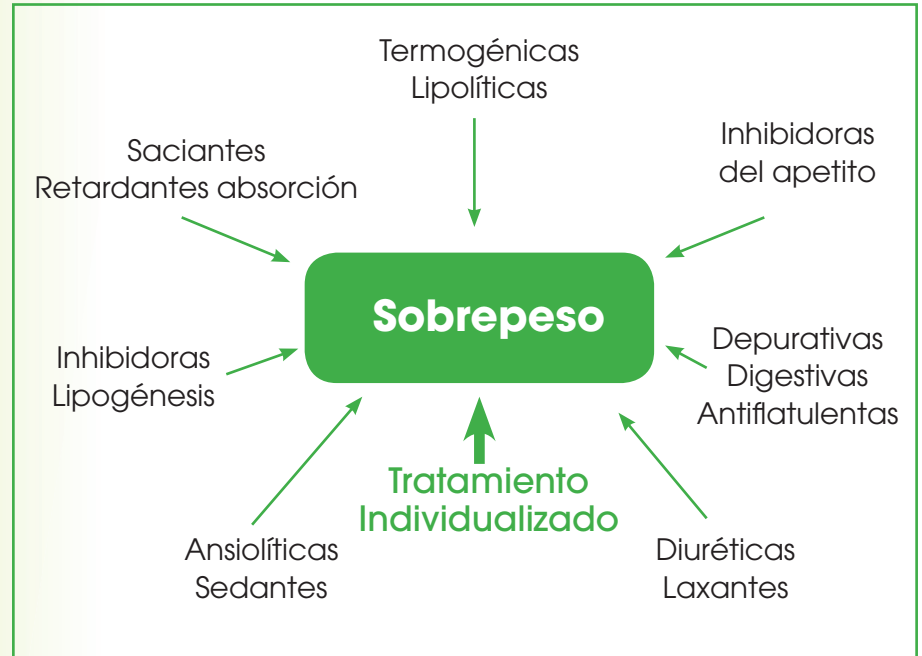 Termogénicas
Lipolíticas
Inhibidoras
del apetito
Saciantes
Retardantes absorción
Sobrepeso
Inhibidoras
Lipogénesis
Depurativas
Digestivas
Antiflatulentas
Tratamiento
Individualizado
Ansiolíticas
Sedantes
Diuréticas
Laxantes